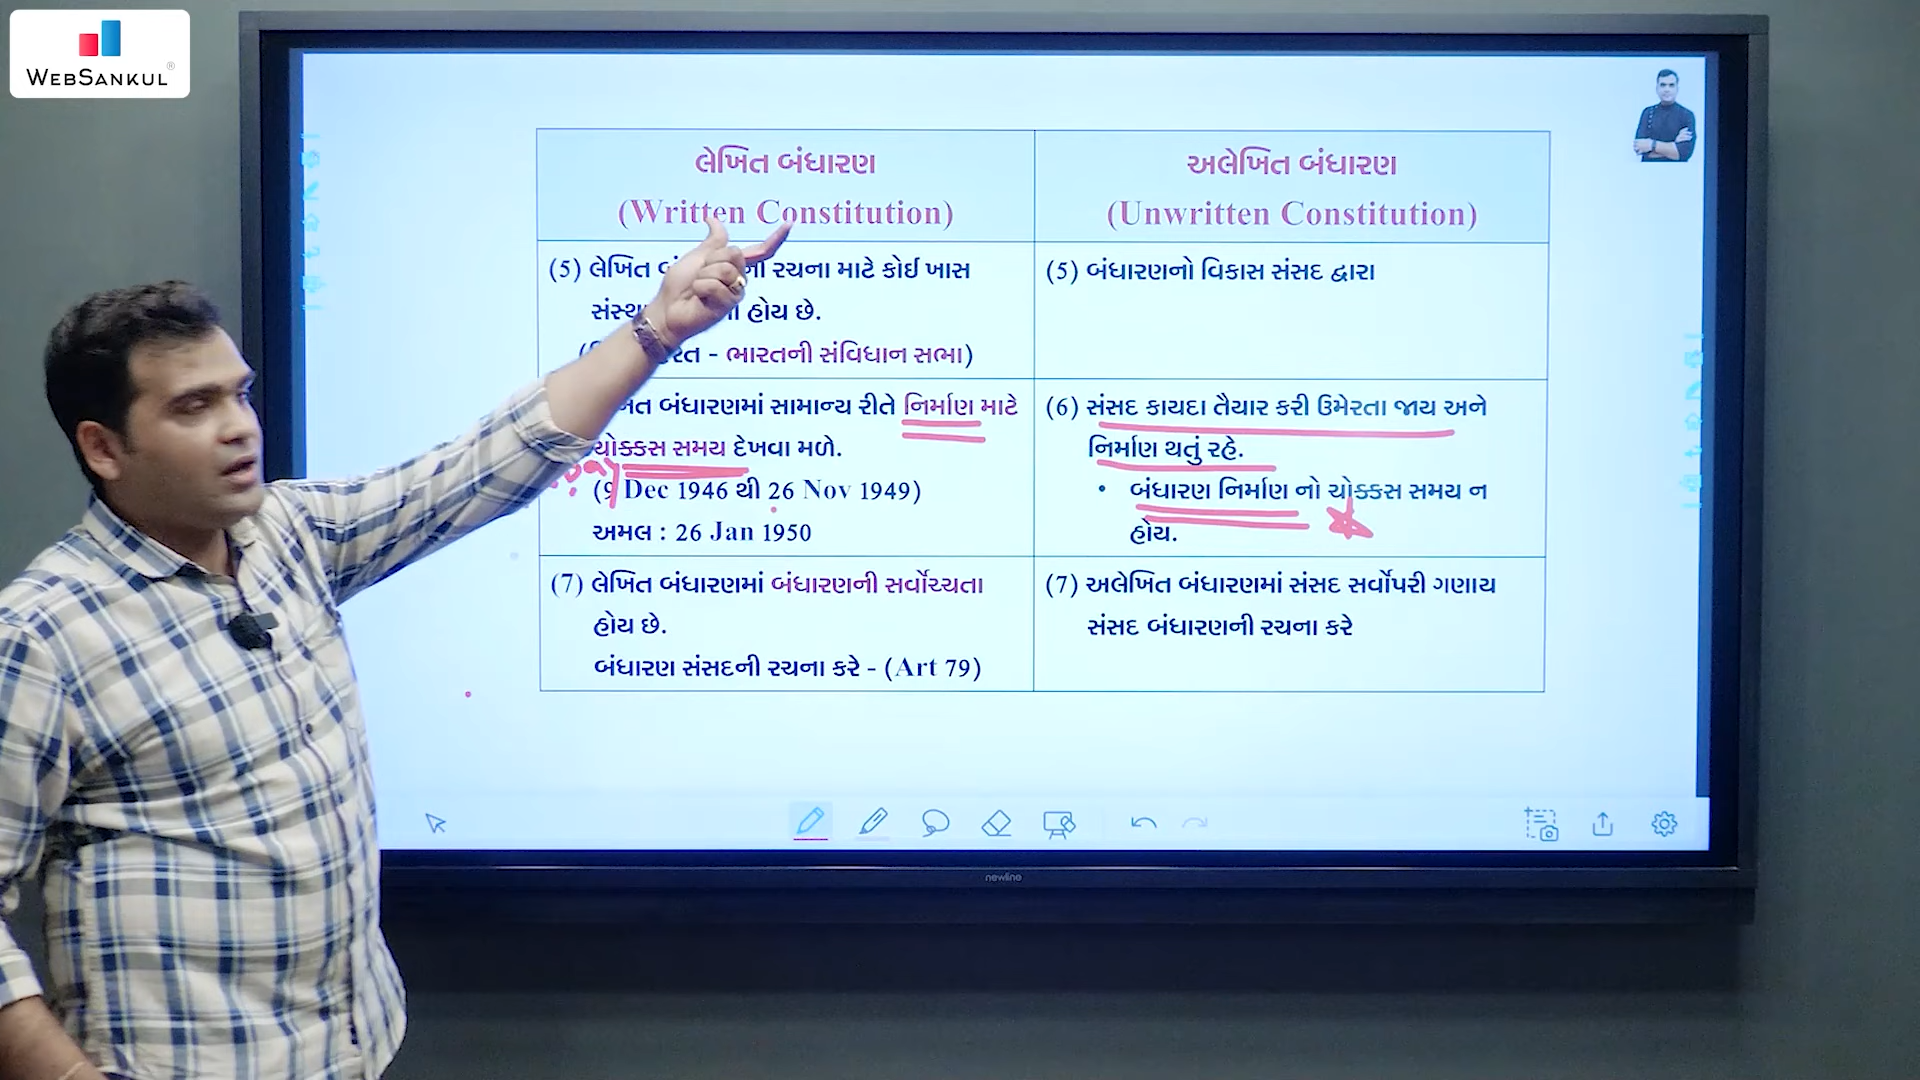 WEBSANKUL
લેખિત બંધારણ
(Written Constitution)
અલેખિત બંધારણ
(Unwritten Constitution)
(5) લેખિત રચના માટે કોઈ ખાસ
હોય છે.
- ભારતની સંવિધાન સભા)
(5) બંધારણનો વિકાસ સંસદ દ્વારા
બંધારણમાં સામાન્ય રીતે નિર્માણ માટે
ચોક્કસ સમય દેખવા મળે.
(9 Dec 1946 થી 26 Nov 1949)
અમલ : 26 Jan 1950
(6) સંસદ કાયદા તૈયાર કરી ઉમેરતા જાય અને
નિર્માણ થતું રહે.
• બંધારણ નિર્માણ નો ચોક્કસ સમય ન
હોય.
(7) લેખિત બંધારણમાં બંધારણની સર્વોચ્ચતા
હોય છે.
બંધારણ સંસદની રચના કરે - (Art 79)
(7) અલેખિત બંધારણમાં સંસદ સર્વોપરી ગણાય
સંસદ બંધારણની રચના કરે
newline